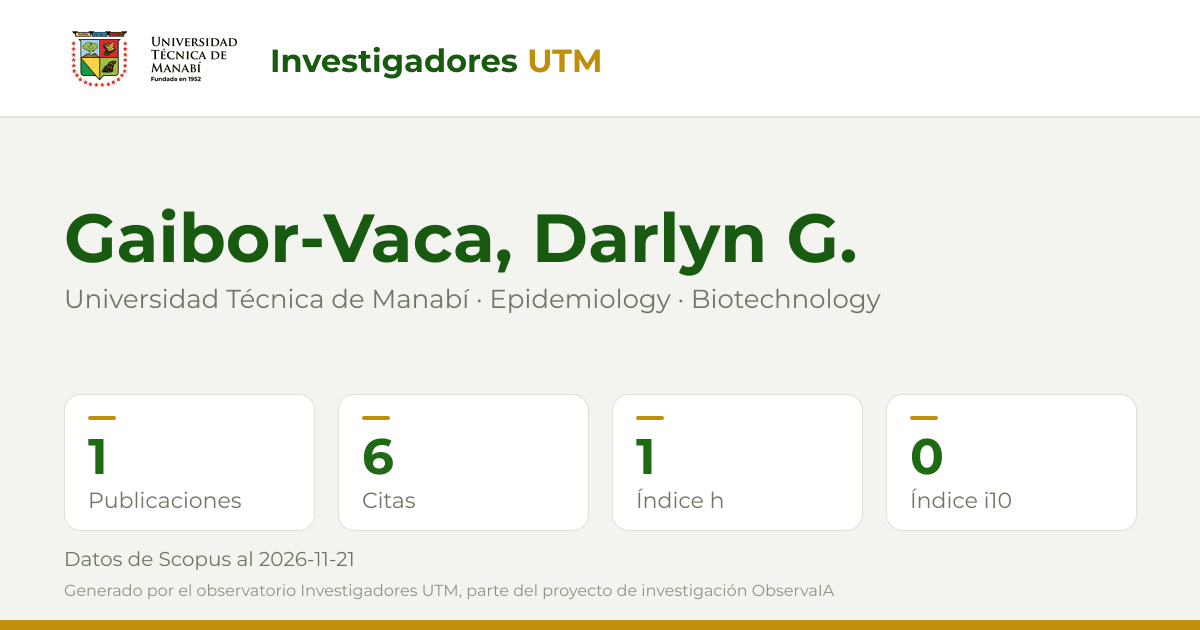 UNIVERSIDAD
TÉCNICA DE
MANABÍ
Fundada en 1952
Investigadores UTM
Gaibor-Vaca, Darlyn G.
Universidad Técnica de Manabí · Epidemiology · Biotechnology
1
Publicaciones
6
Citas
1
Índice h
0
Índice i10
Datos de Scopus al 2026-11-21
Generado por el observatorio Investigadores UTM, parte del proyecto de investigación ObservaIA